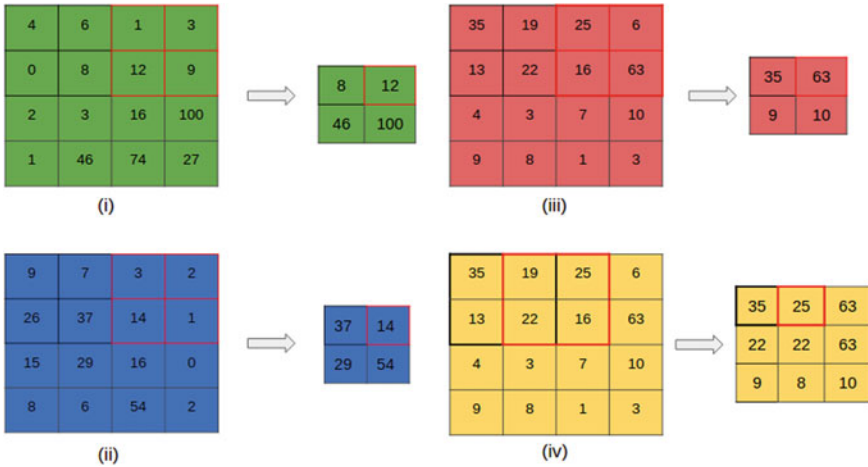 4 6 1 3
0 8 12 9
2 3 16 100
1 46 74 27
8 12
46 100
(i)
35 19 25 6
13 22 16 63
4 3 7 10
9 8 1 3
35 63
9 10
(iii)
9 7 3 2
26 37 14 1
15 29 16 0
8 6 54 2
37 14
29 54
(ii)
35 19 25 6
13 22 16 63
4 3 7 10
9 8 1 3
35 25 63
22 22 63
9 8 10
(iv)